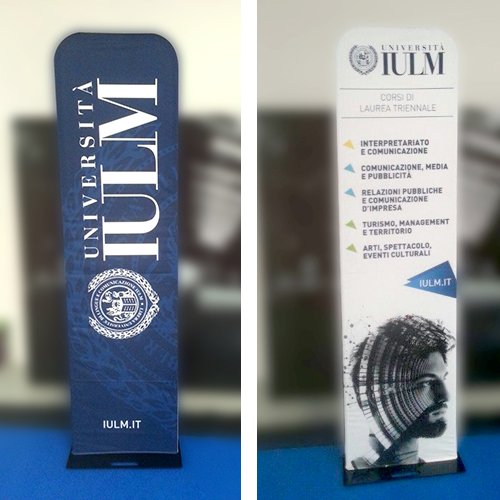 UNIVERSITÀ
IULM
IULM.IT
UNIVERSITÀ
IULM
CORSI DI
LAUREA TRIENNALE
INTERPRETARIATO
E COMUNICAZIONE
COMUNICAZIONE, MEDIA
E PUBBLICITÀ
RELAZIONI PUBBLICHE
E COMUNICAZIONE
D'IMPRESA
TURISMO, MANAGEMENT
E TERRITORIO
ARTI, SPETTACOLO,
EVENTI CULTURALI
IULM.IT